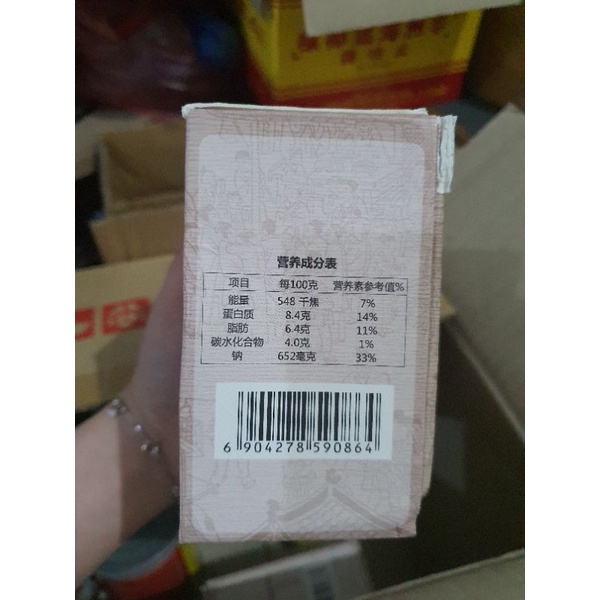 营养成分表
项目 每100克 营养素参考值%
能量 548 千焦 7%
蛋白质 8.4克 14%
脂肪 6.4克 11%
碳水化合物 4.0克 1%
钠 652毫克 33%
6 904278 590864